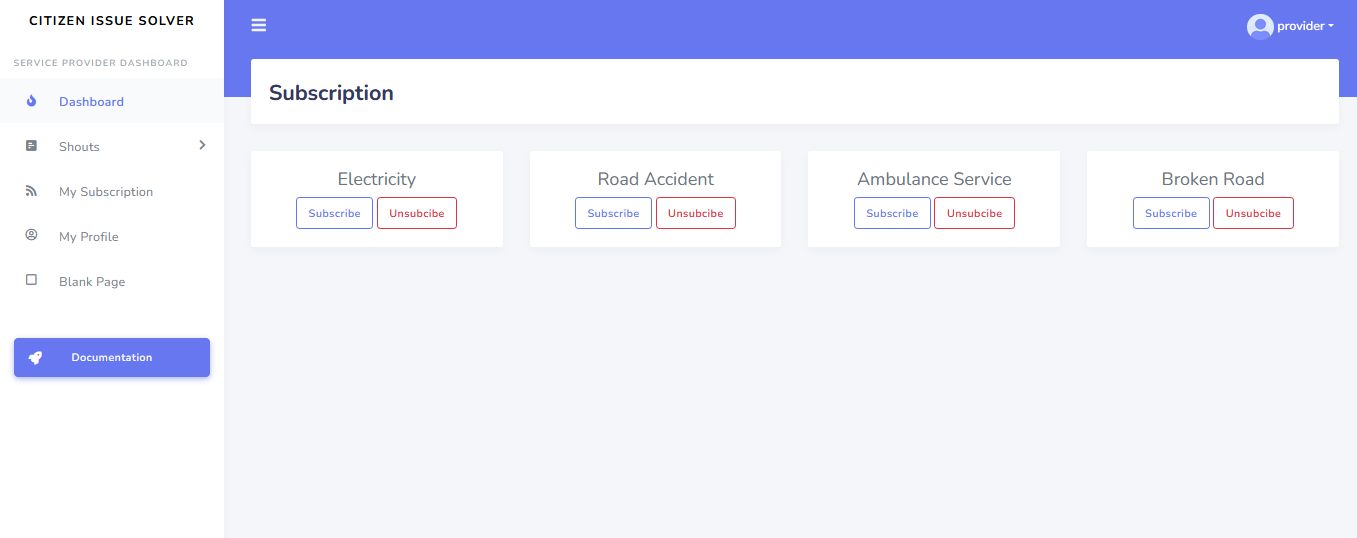 CITIZEN ISSUE SOLVER
provider
SERVICE PROVIDER DASHBOARD
Dashboard
Shouts
My Subscription
My Profile
Blank Page
Documentation
Subscription
Electricity
Subscribe Unsubcibe
Road Accident
Subscribe Unsubcibe
Ambulance Service
Subscribe Unsubcibe
Broken Road
Subscribe Unsubcibe